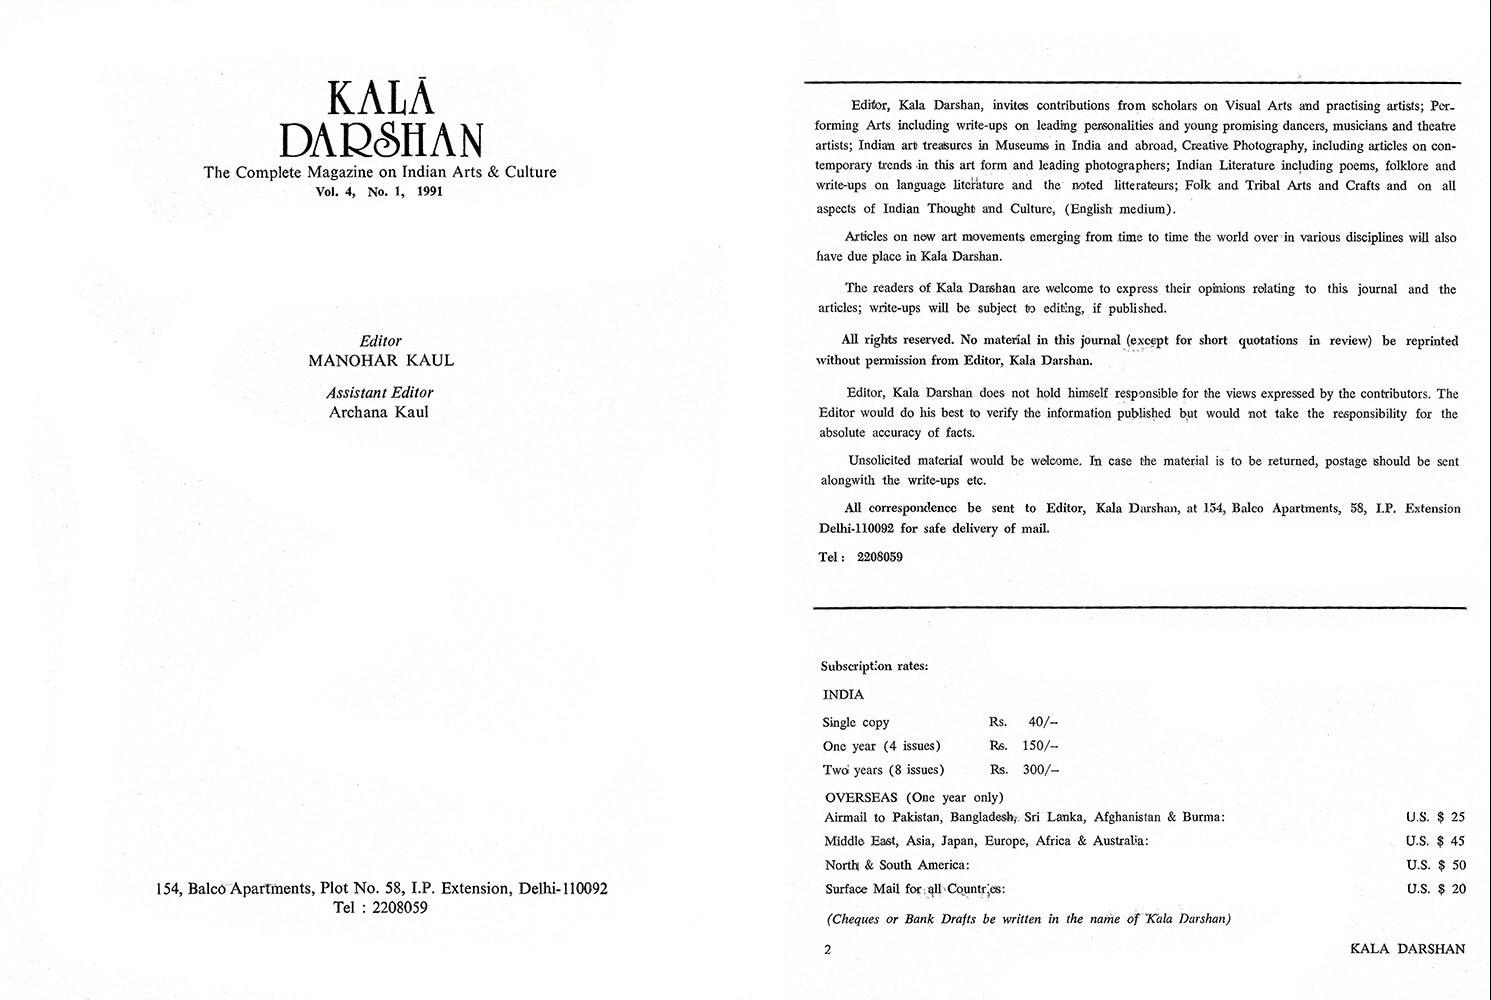 KALĀ
DARSHAN
The Complete Magazine on Indian Arts & Culture
Vol. 4, No. 1, 1991
Editor
MANOHAR KAUL
Assistant Editor
Archana Kaul
154, Balco Apartments, Plot No. 58, I.P. Extension, Delhi-110092
Tel : 2208059
Editor, Kala Darshan, invites contributions from scholars on Visual Arts and practising artists; Per-
forming Arts including write-ups on leading personalities and young promising dancers, musicians and theatre
artists; Indian art treasures in Museums in India and abroad, Creative Photography, including articles on con-
temporary trends in this art form and leading photographers; Indian Literature including poems, folklore and
write-ups on language literature and the noted litterateurs; Folk and Tribal Arts and Crafts and on all
aspects of Indian Thought and Culture, (English medium).
Articles on new art movements emerging from time to time the world over in various disciplines will also
have due place in Kala Darshan.
The readers of Kala Darshan are welcome to express their opinions relating to this journal and the
articles; write-ups will be subject to editing, if published.
All rights reserved. No material in this journal (except for short quotations in review) be reprinted
without permission from Editor, Kala Darshan.
Editor, Kala Darshan does not hold himself responsible for the views expressed by the contributors. The
Editor would do his best to verify the information published but would not take the responsibility for the
absolute accuracy of facts.
Unsolicited material would be welcome. In case the material is to be returned, postage should be sent
alongwith the write-ups etc.
All correspondence be sent to Editor, Kala Darshan, at 154, Balco Apartments, 58, I.P. Extension
Delhi-110092 for safe delivery of mail.
Tel : 2208059
Subscription rates:
INDIA
Single copy Rs. 40/–
One year (4 issues) Rs. 150/–
Two years (8 issues) Rs. 300/–
OVERSEAS (One year only)
Airmail to Pakistan, Bangladesh, Sri Lanka, Afghanistan & Burma: U.S. $ 25
Middle East, Asia, Japan, Europe, Africa & Australia: U.S. $ 45
North & South America: U.S. $ 50
Surface Mail for all Countries: U.S. $ 20
(Cheques or Bank Drafts be written in the name of Kala Darshan)
2 KALA DARSHAN